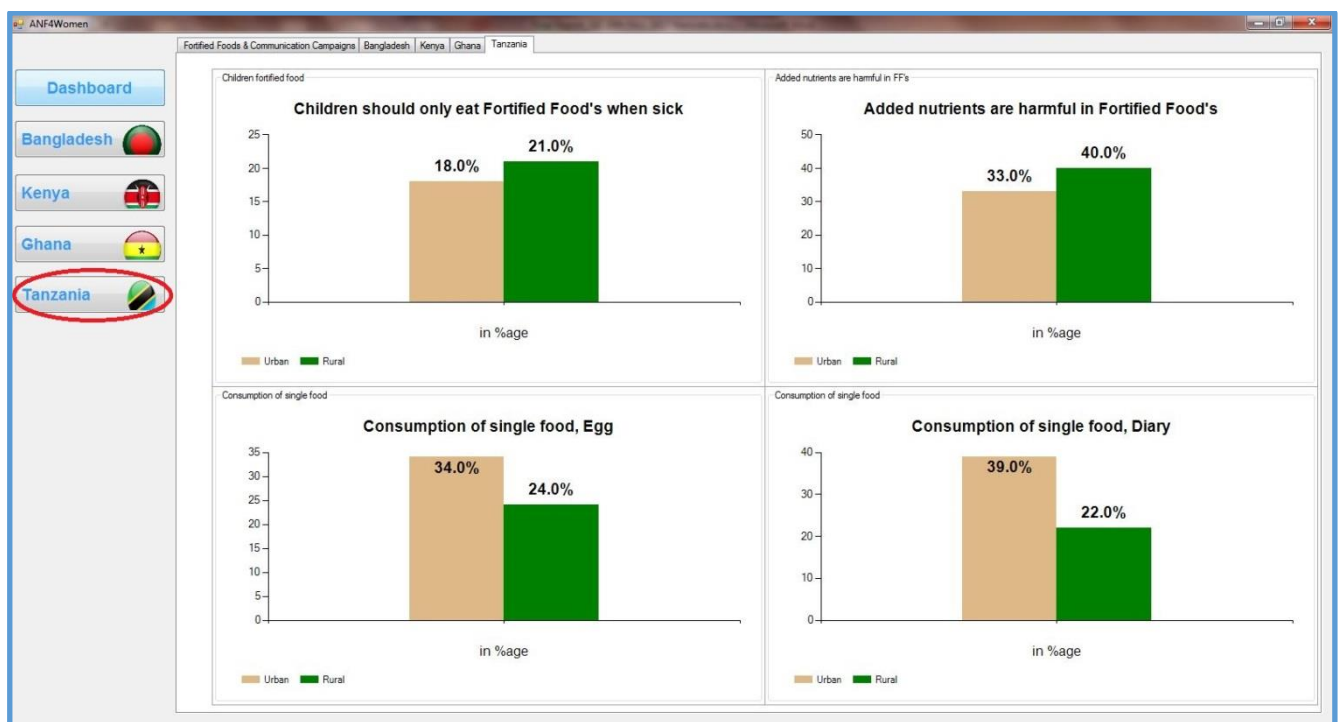 ANF4Women
Fortified Foods & Communication Campaigns Bangladesh Kenya Ghana Tanzania
Dashboard
Bangladesh
Kenya
Ghana
Tanzania
Children fortified food
Children should only eat Fortified Food's when sick
25
20
15
10
5
0
18.0%
21.0%
in %age
Urban Rural
Added nutrients are harmful in FF's
Added nutrients are harmful in Fortified Food's
50
40
30
20
10
0
33.0%
40.0%
in %age
Urban Rural
Consumption of single food
Consumption of single food, Egg
35
30
25
20
15
10
5
0
34.0%
24.0%
in %age
Urban Rural
Consumption of single food
Consumption of single food, Diary
40
30
20
10
0
39.0%
22.0%
in %age
Urban Rural